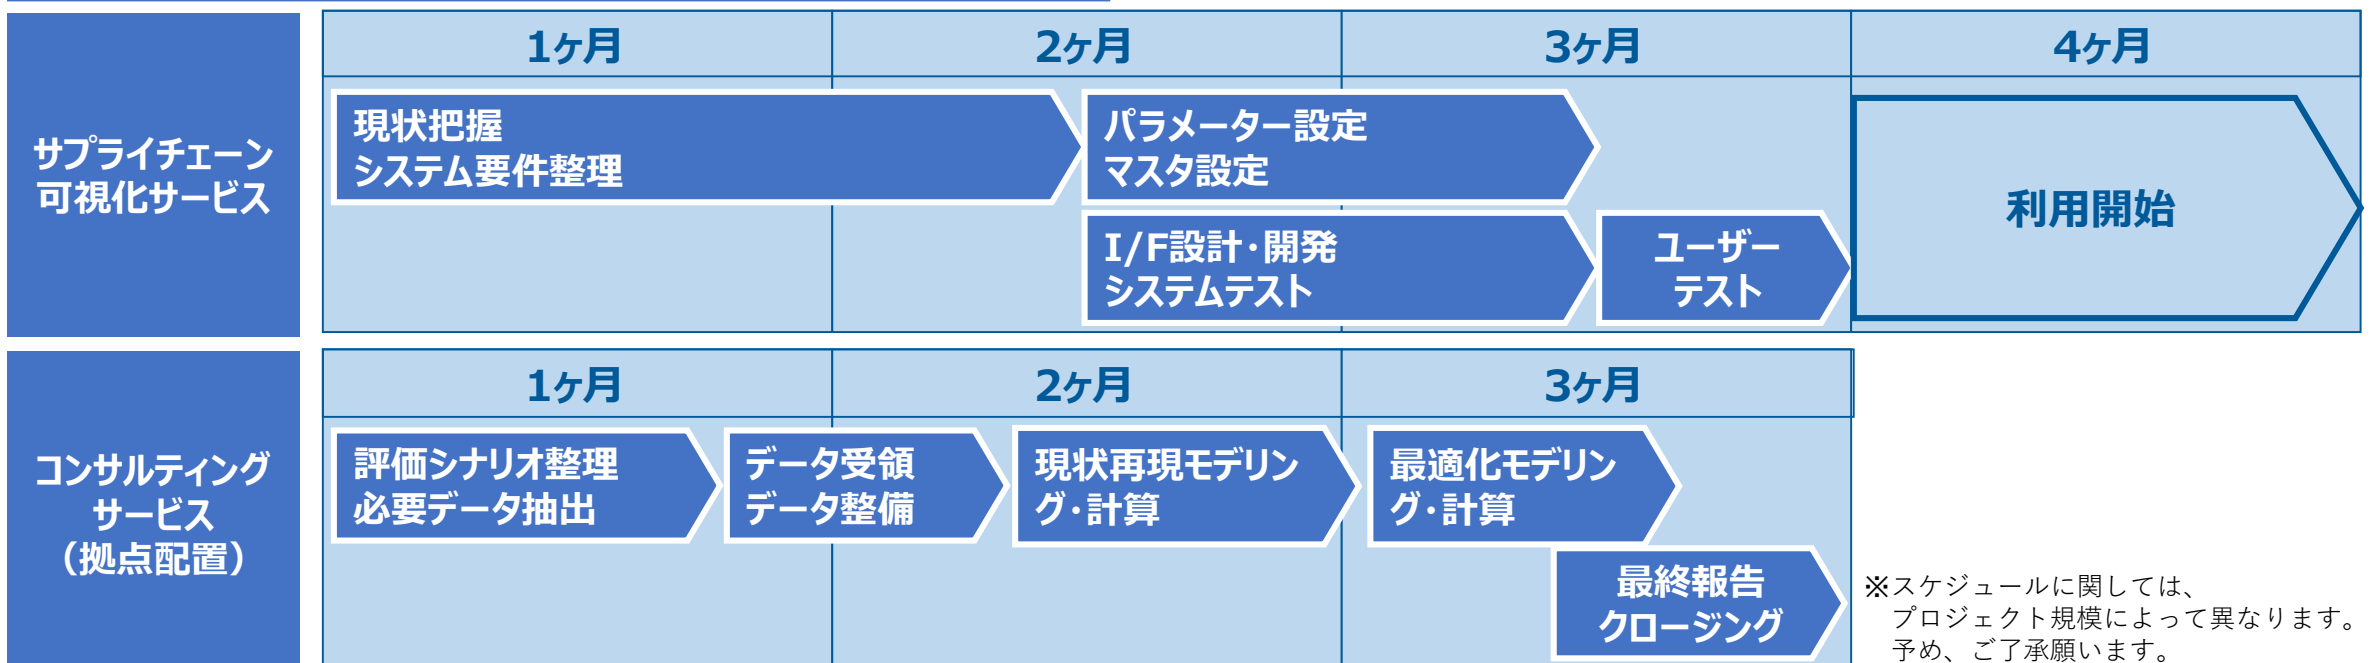 サプライチェーン
可視化サービス
1ヶ月
2ヶ月
3ヶ月
4ヶ月
現状把握
システム要件整理
パラメーター設定
マスタ設定
I/F設計・開発
システムテスト
ユーザー
テスト
利用開始
コンサルティング
サービス
（拠点配置）
1ヶ月
2ヶ月
3ヶ月
評価シナリオ整理
必要データ抽出
データ受領
データ整備
現状再現モデリン
グ・計算
最適化モデリン
グ・計算
最終報告
クロージング
※スケジュールに関しては、
プロジェクト規模によって異なります。
予め、ご了承願います。